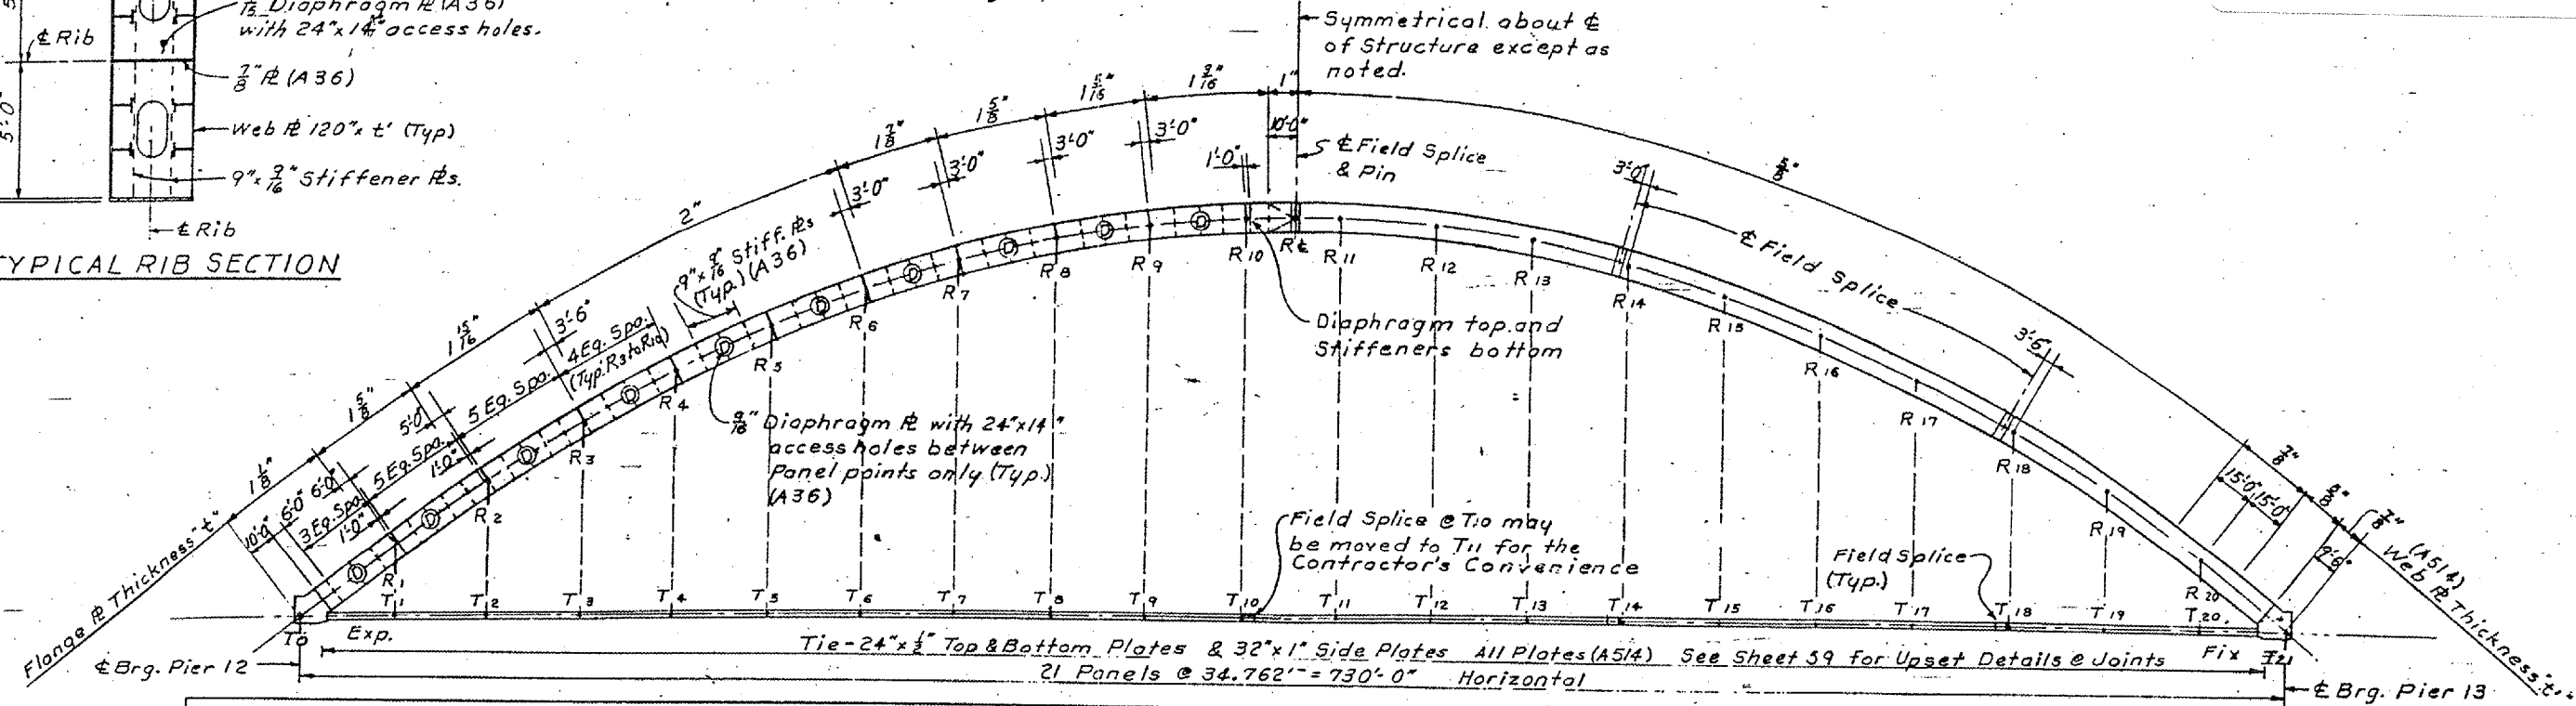 Diaphragm ℞ (A36)
with 24"x14" access holes.
℄ Rib
7/8" ℞ (A36)
5'-0"
Web ℞ 120" x t' (Typ)
9" x 9/16" Stiffener ℞s.
℄ Rib
TYPICAL RIB SECTION
Symmetrical about ℄
of Structure except as
noted.
Flange ℞ Thickness "t"
1 1/8"
1 5/8"
1 15/16"
2"
1 7/8"
1 5/8"
1 5/16"
1 3/16"
1"
5/8"
7/8"
5/8"
7/8"
(A514)
Web ℞ Thickness "t"
10'-0"
6'-0"
6'-0"
5'-0"
3'-6"
3'-0"
3'-0"
3'-0"
3'-0"
1'-0"
10'-0"
3'-0"
3'-6"
15'-0"
15'-0"
9'-6"
3 Eq. Spa.
1'-0"
5 Eq. Spa.
1'-0"
5 Eq. Spa.
4 Eq. Spa.
(Typ. R3 to R10)
9" x 9/16" Stiff. ℞s
(Typ.) (A36)
℄ Field Splice
& Pin
℄ Field Splice
D D D D D D D D D D
R1 R2 R3 R4 R5 R6 R7 R8 R9 R10 R℄ R11 R12 R13 R14 R15 R16 R17 R18 R19 R20
Diaphragm top and
Stiffeners bottom
9/16" Diaphragm ℞ with 24"x14"
access holes between
Panel points only (Typ.)
(A36)
Field Splice @ T10 may
be moved to T11 for the
Contractor's Convenience
Field Splice
(Typ.)
T0 T1 T2 T3 T4 T5 T6 T7 T8 T9 T10 T11 T12 T13 T14 T15 T16 T17 T18 T19 T20 T21
Exp.
Tie-24"x 1/2" Top & Bottom Plates & 32"x 1" Side Plates All Plates (A514) See Sheet 59 for Upset Details @ Joints
Fix
℄ Brg. Pier 12
21 Panels @ 34.762' = 730'-0" Horizontal
℄ Brg. Pier 13